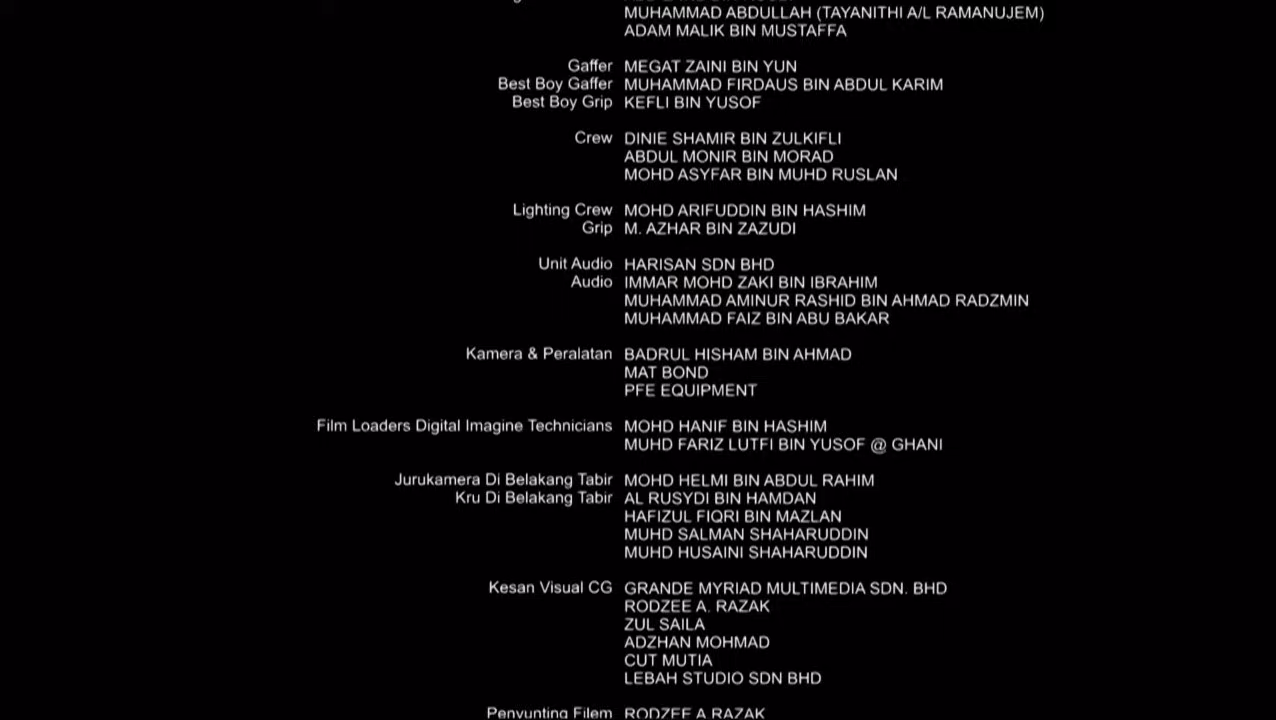 MUHAMMAD ABDULLAH (TAYANITHI A/L RAMANUJEM)
ADAM MALIK BIN MUSTAFFA
Gaffer MEGAT ZAINI BIN YUN
Best Boy Gaffer MUHAMMAD FIRDAUS BIN ABDUL KARIM
Best Boy Grip KEFLI BIN YUSOF
Crew DINIE SHAMIR BIN ZULKIFLI
ABDUL MONIR BIN MORAD
MOHD ASYFAR BIN MUHD RUSLAN
Lighting Crew MOHD ARIFUDDIN BIN HASHIM
Grip M. AZHAR BIN ZAZUDI
Unit Audio HARISAN SDN BHD
Audio IMMAR MOHD ZAKI BIN IBRAHIM
MUHAMMAD AMINUR RASHID BIN AHMAD RADZMIN
MUHAMMAD FAIZ BIN ABU BAKAR
Kamera & Peralatan BADRUL HISHAM BIN AHMAD
MAT BOND
PFE EQUIPMENT
Film Loaders Digital Imagine Technicians MOHD HANIF BIN HASHIM
MUHD FARIZ LUTFI BIN YUSOF @ GHANI
Jurukamera Di Belakang Tabir MOHD HELMI BIN ABDUL RAHIM
Kru Di Belakang Tabir AL RUSYDI BIN HAMDAN
HAFIZUL FIQRI BIN MAZLAN
MUHD SALMAN SHAHARUDDIN
MUHD HUSAINI SHAHARUDDIN
Kesan Visual CG GRANDE MYRIAD MULTIMEDIA SDN. BHD
RODZEE A. RAZAK
ZUL SAILA
ADZHAN MOHMAD
CUT MUTIA
LEBAH STUDIO SDN BHD
Penyunting Filem RODZEE A RAZAK